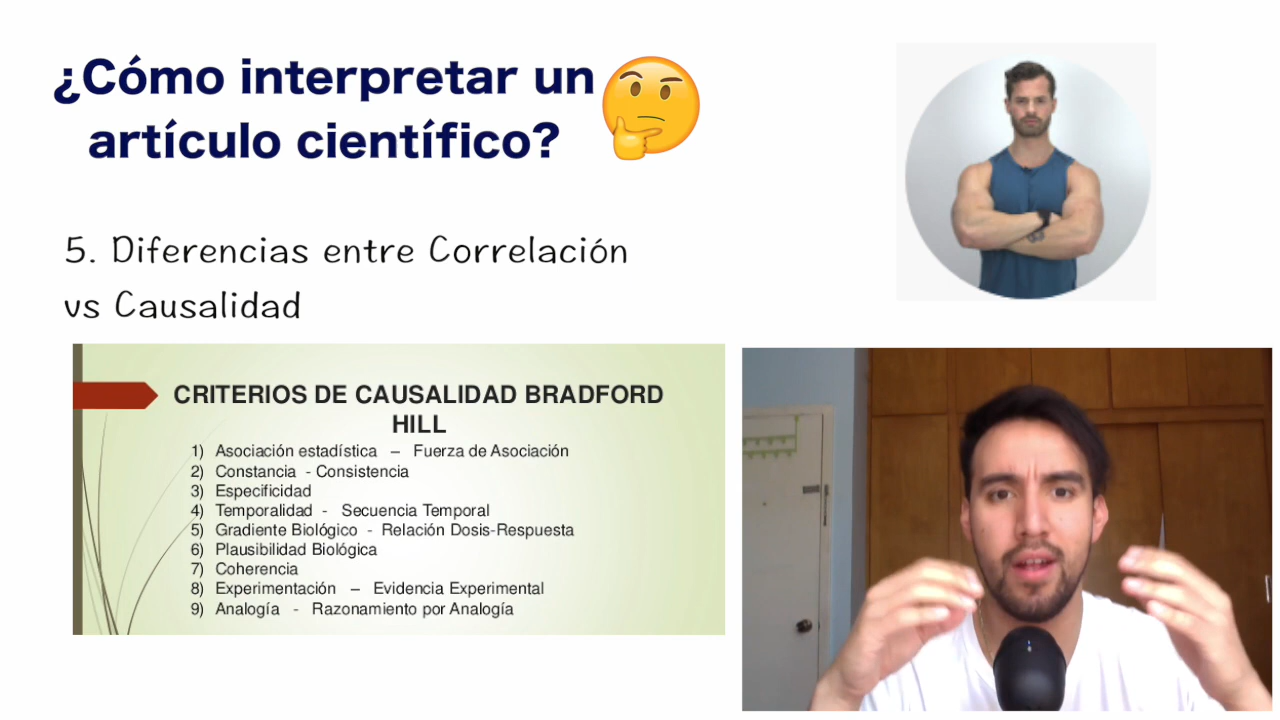 ¿Cómo interpretar un
artículo científico?
5. Diferencias entre Correlación
vs Causalidad
CRITERIOS DE CAUSALIDAD BRADFORD
HILL
1) Asociación estadística – Fuerza de Asociación
2) Constancia - Consistencia
3) Especificidad
4) Temporalidad - Secuencia Temporal
5) Gradiente Biológico - Relación Dosis-Respuesta
6) Plausibilidad Biológica
7) Coherencia
8) Experimentación – Evidencia Experimental
9) Analogía - Razonamiento por Analogía